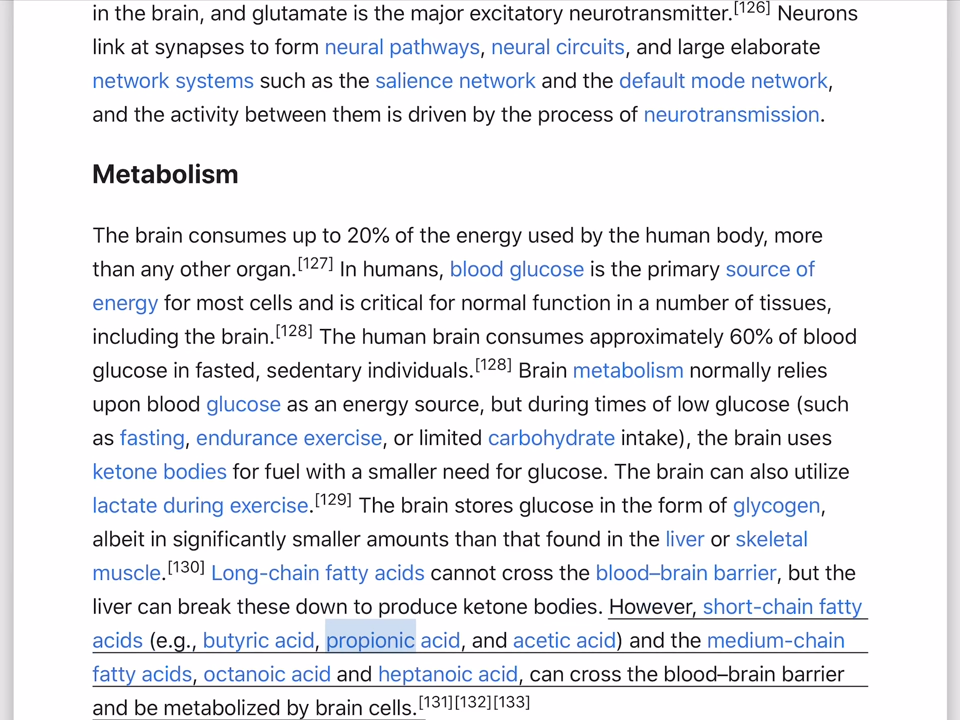 in the brain, and glutamate is the major excitatory neurotransmitter.[126] Neurons
link at synapses to form neural pathways, neural circuits, and large elaborate
network systems such as the salience network and the default mode network,
and the activity between them is driven by the process of neurotransmission.
Metabolism
The brain consumes up to 20% of the energy used by the human body, more
than any other organ.[127] In humans, blood glucose is the primary source of
energy for most cells and is critical for normal function in a number of tissues,
including the brain.[128] The human brain consumes approximately 60% of blood
glucose in fasted, sedentary individuals.[128] Brain metabolism normally relies
upon blood glucose as an energy source, but during times of low glucose (such
as fasting, endurance exercise, or limited carbohydrate intake), the brain uses
ketone bodies for fuel with a smaller need for glucose. The brain can also utilize
lactate during exercise.[129] The brain stores glucose in the form of glycogen,
albeit in significantly smaller amounts than that found in the liver or skeletal
muscle.[130] Long-chain fatty acids cannot cross the blood–brain barrier, but the
liver can break these down to produce ketone bodies. However, short-chain fatty
acids (e.g., butyric acid, propionic acid, and acetic acid) and the medium-chain
fatty acids, octanoic acid and heptanoic acid, can cross the blood–brain barrier
and be metabolized by brain cells.[131][132][133]